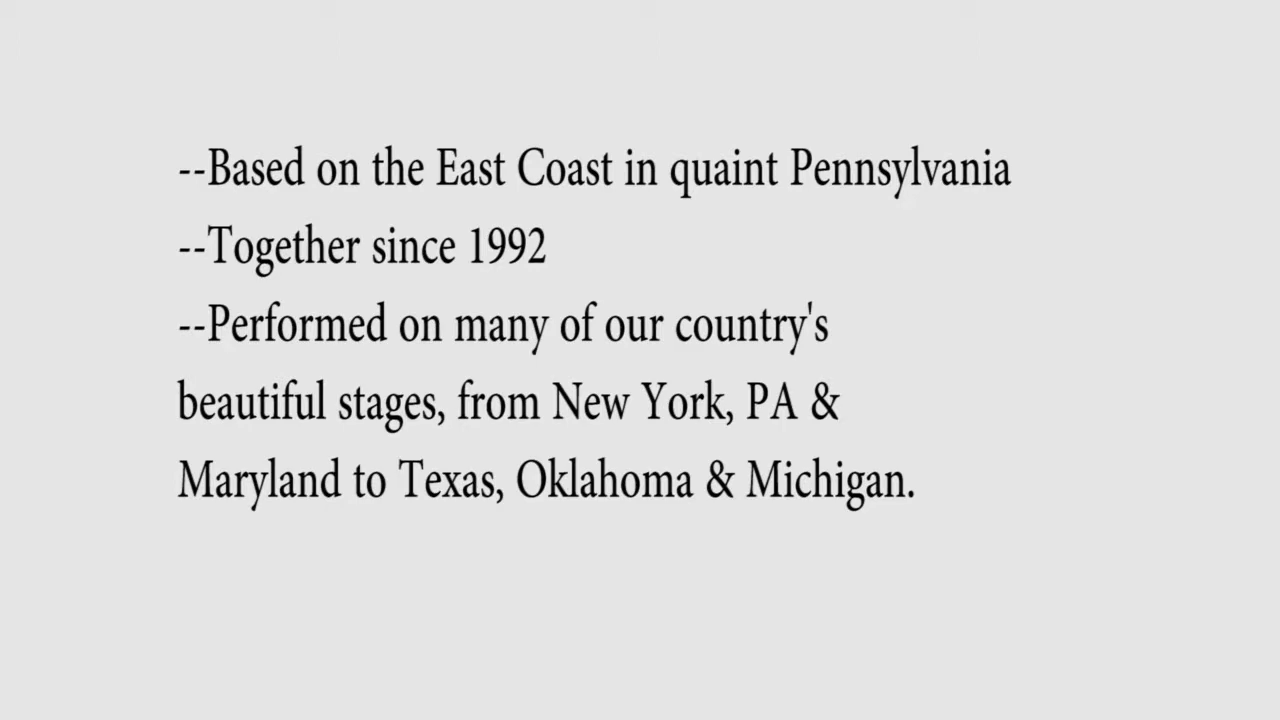 --Based on the East Coast in quaint Pennsylvania
--Together since 1992
--Performed on many of our country's
beautiful stages, from New York, PA &
Maryland to Texas, Oklahoma & Michigan.